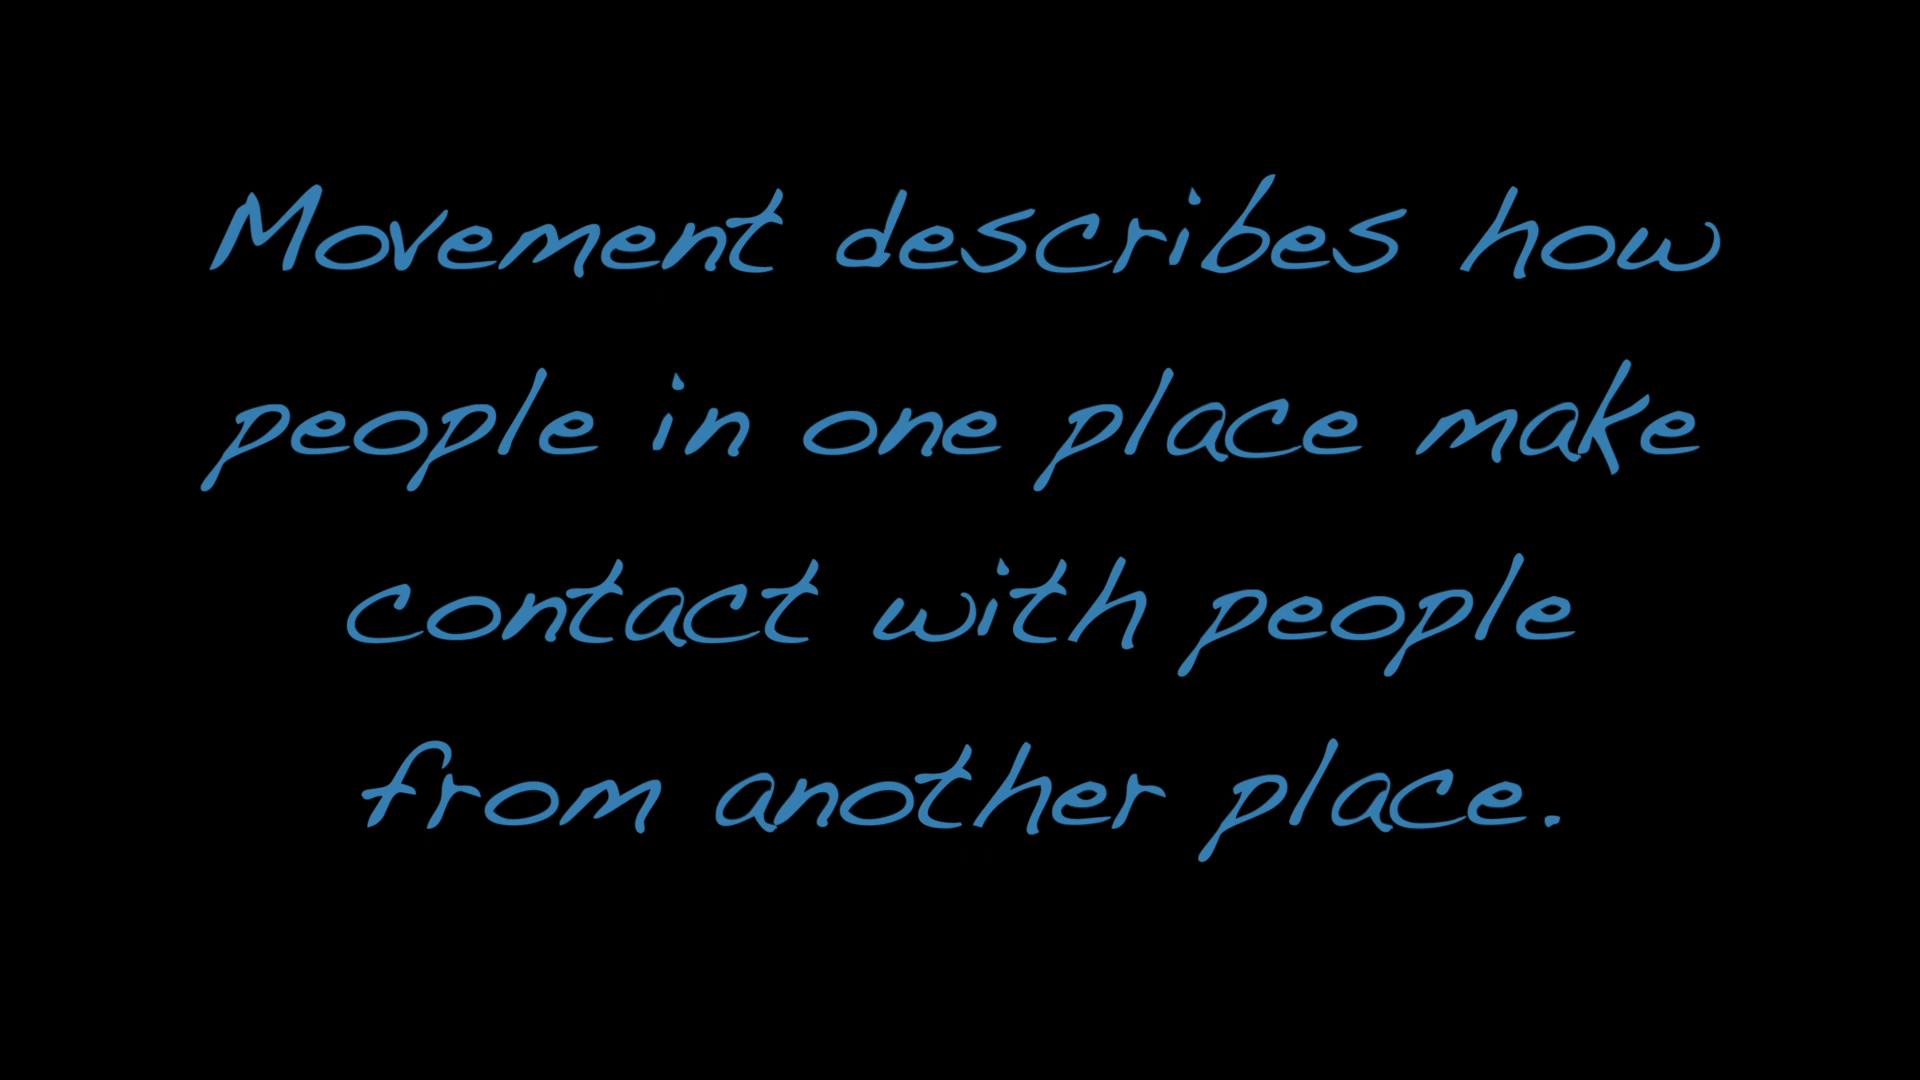 Movement describes how
people in one place make
contact with people
from another place.